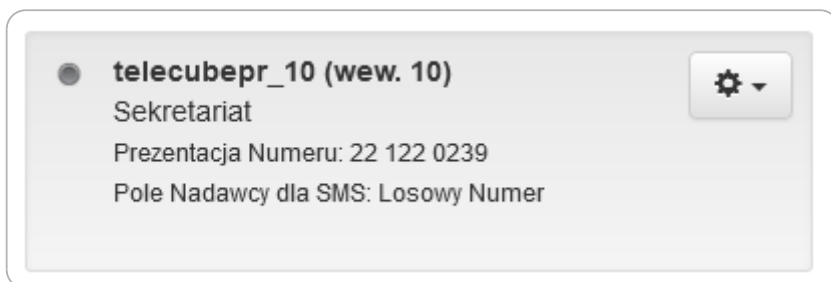 telecubepr_10 (wew. 10)
Sekretariat
Prezentacja Numeru: 22 122 0239
Pole Nadawcy dla SMS: Losowy Numer